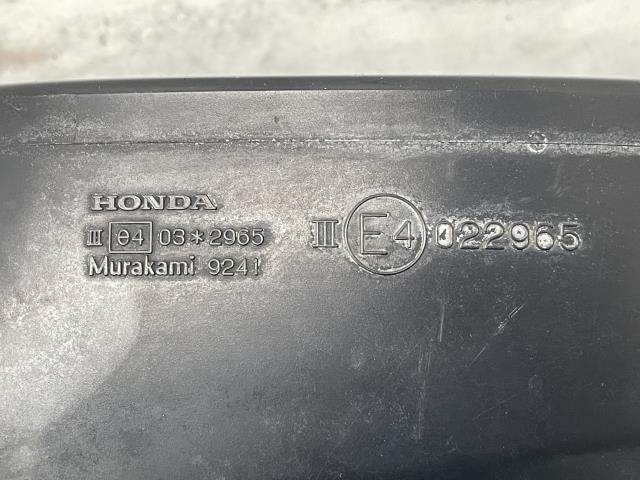 HONDA
III e4 03*2965
Murakami 9241
III E4 022965